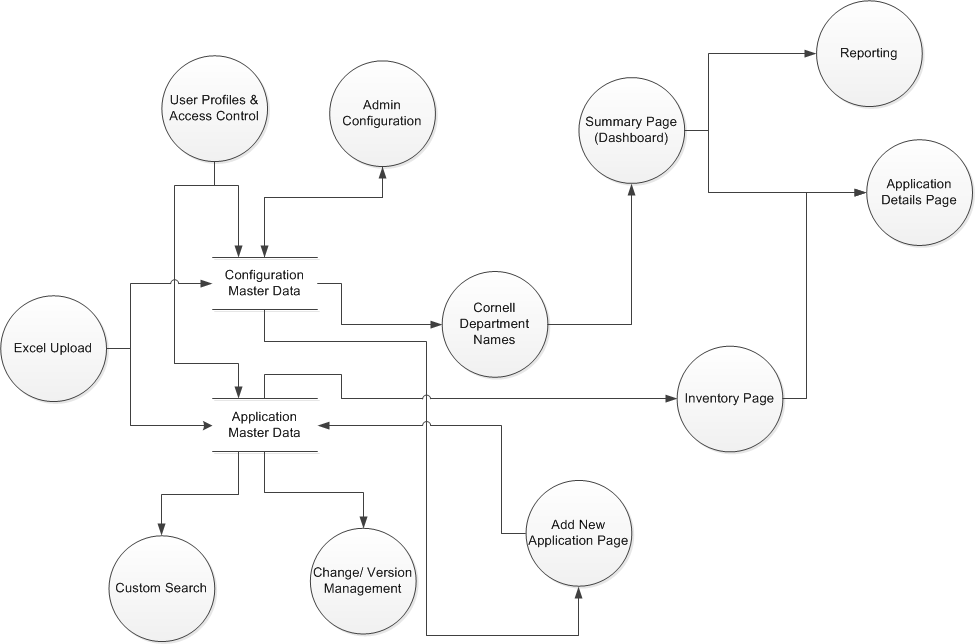 Reporting
User Profiles &
Access Control
Admin
Configuration
Summary Page
(Dashboard)
Application
Details Page
Configuration
Master Data
Cornell
Department
Names
Excel Upload
Inventory Page
Application
Master Data
Add New
Application Page
Custom Search
Change/ Version
Management